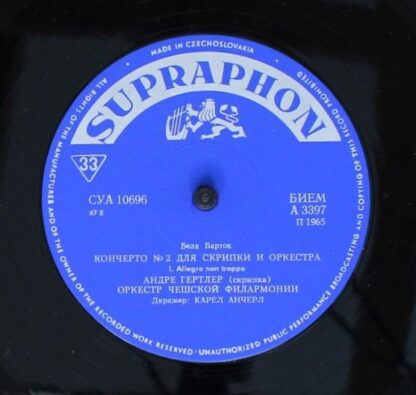 MADE IN CZECHOSLOVAKIA
ALL RIGHTS OF THE MANUFACTURER AND OF THE OWNER OF THE RECORDED WORK RESERVED · UNAUTHORIZED PUBLIC PERFORMANCE BROADCASTING AND COPYING OF THIS RECORD PROHIBITED
SUPRAPHON
33
СУА 10696
67 2
БИЕМ
А 3397
П 1965
Бела Барток
КОНЧЕРТО № 2 ДЛЯ СКРИПКИ И ОРКЕСТРА
I. Allegro non troppo
АНДРЕ ГЕРТЛЕР (скрипка)
ОРКЕСТР ЧЕШСКОЙ ФИЛАРМОНИИ
Дирижер: КАРЕЛ АНЧЕРЛ